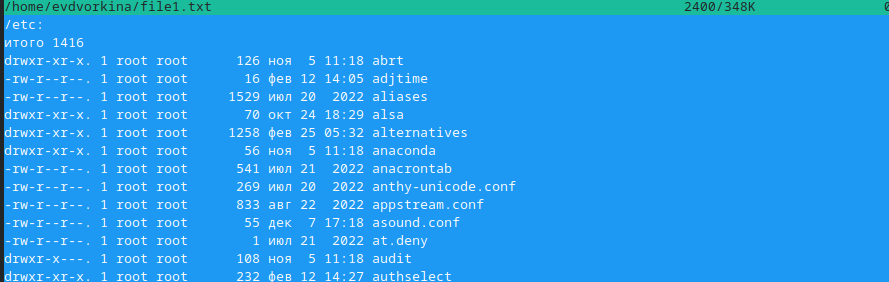 /home/evdvorkina/file1.txt 2400/348K
/etc:
итого 1416
drwxr-xr-x. 1 root root 126 ноя 5 11:18 abrt
-rw-r--r--. 1 root root 16 фев 12 14:05 adjtime
-rw-r--r--. 1 root root 1529 июл 20 2022 aliases
drwxr-xr-x. 1 root root 70 окт 24 18:29 alsa
drwxr-xr-x. 1 root root 1258 фев 25 05:32 alternatives
drwxr-xr-x. 1 root root 56 ноя 5 11:18 anaconda
-rw-r--r--. 1 root root 541 июл 21 2022 anacrontab
-rw-r--r--. 1 root root 269 июл 20 2022 anthy-unicode.conf
-rw-r--r--. 1 root root 833 авг 22 2022 appstream.conf
-rw-r--r--. 1 root root 55 дек 7 17:18 asound.conf
-rw-r--r--. 1 root root 1 июл 21 2022 at.deny
drwxr-x---. 1 root root 108 ноя 5 11:18 audit
drwxr-xr-x. 1 root root 232 фев 12 14:27 authselect